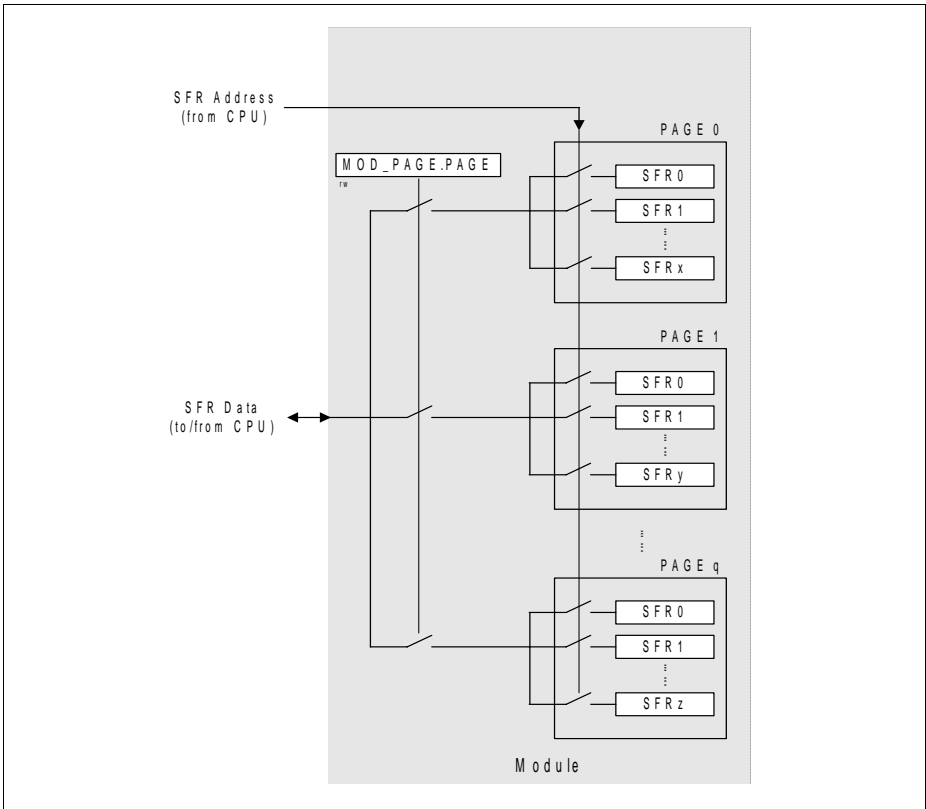 SFR Address
(from CPU)
PAGE 0
MOD_PAGE.PAGE
rw
SFR0
SFR1
SFRx
PAGE 1
SFR0
SFR Data
(to/from CPU)
SFR1
SFRy
PAGE q
SFR0
SFR1
SFRz
Module